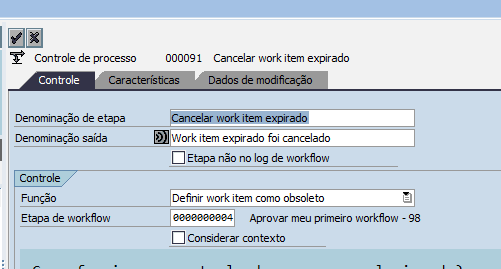 Controle de processo 000091 Cancelar work item expirado
Controle Características Dados de modificação
Denominação de etapa Cancelar work item expirado
Denominação saída Work item expirado foi cancelado
Etapa não no log de workflow
Controle
Função Definir work item como obsoleto
Etapa de workflow 0000000004 Aprovar meu primeiro workflow - 98
Considerar contexto